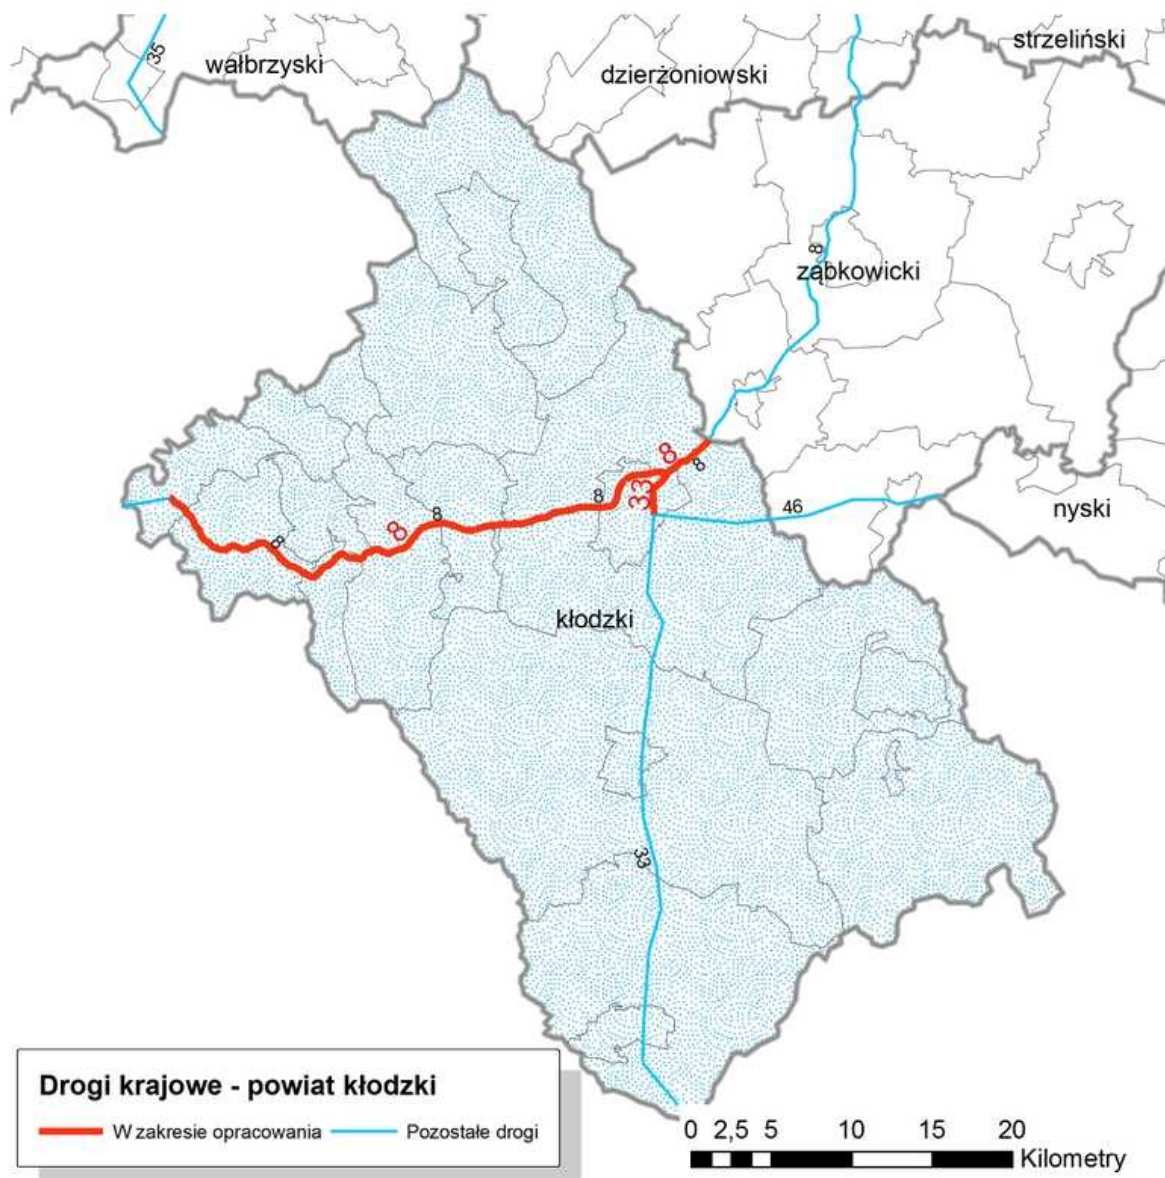 35
wałbrzyski
dzierżoniowski
strzeliński
8
ząbkowicki
8
8
33
8
46
nyski
8
8
8
kłodzki
33
Drogi krajowe - powiat kłodzki
W zakresie opracowania Pozostałe drogi
0 2,5 5 10 15 20
Kilometry